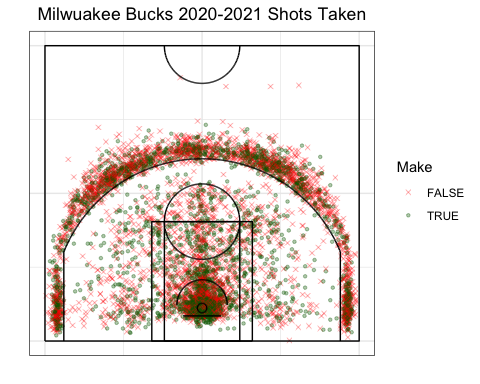 Milwuakee Bucks 2020-2021 Shots Taken
Make
FALSE
TRUE